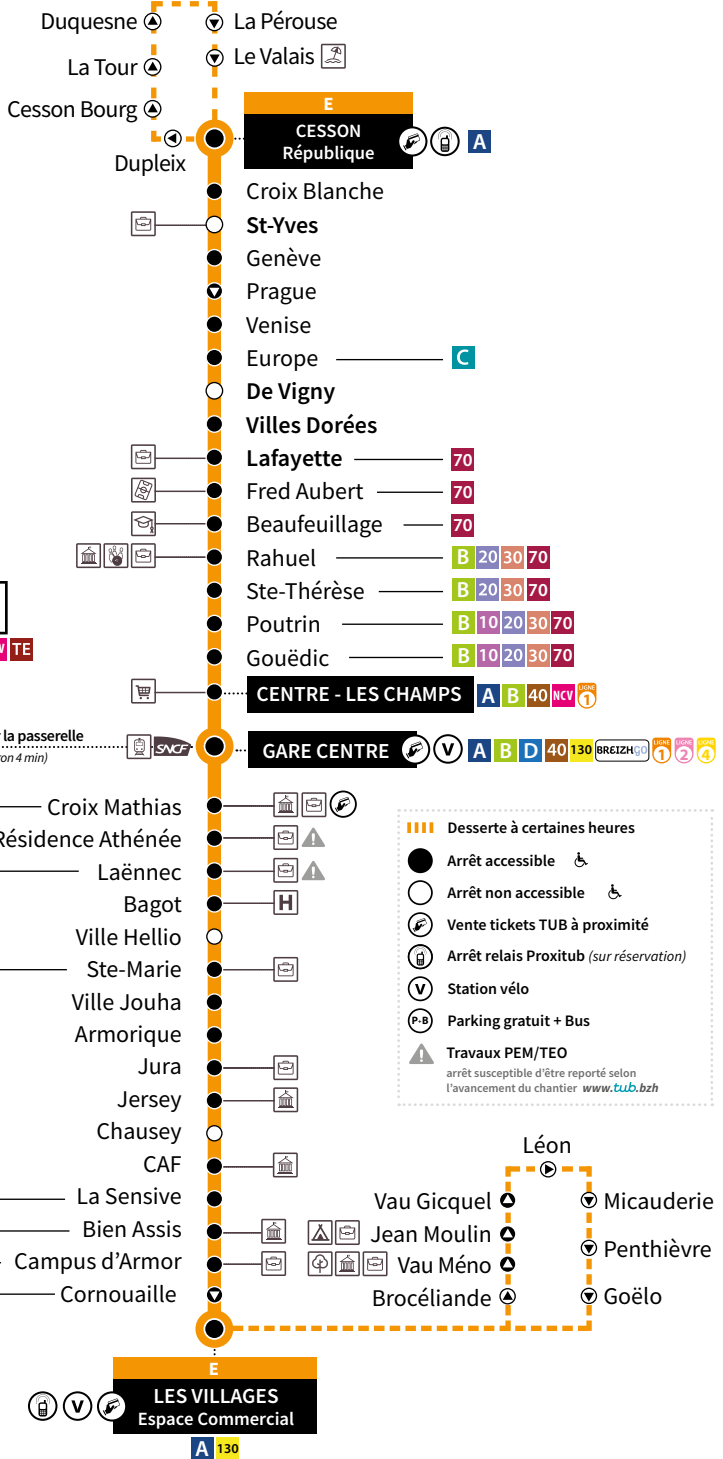 Duquesne
La Pérouse
La Tour
Le Valais
Cesson Bourg
Dupleix
E
CESSON
République
A
Croix Blanche
St-Yves
Genève
Prague
Venise
Europe C
De Vigny
Villes Dorées
Lafayette 70
Fred Aubert 70
Beaufeuillage 70
Rahuel B 20 30 70
Ste-Thérèse B 20 30 70
TE
Poutrin B 10 20 30 70
Gouëdic B 10 20 30 70
CENTRE - LES CHAMPS A B 40 NCV LIGNE 1
la passerelle
on 4 min)
SNCF
GARE CENTRE V A B D 40 130 BREIZHGO LIGNE 1 LIGNE 2 LIGNE 4
Croix Mathias
Résidence Athénée
Laënnec
Bagot H
Ville Hellio
Ste-Marie
Ville Jouha
Armorique
Jura
Jersey
Chausey
CAF
La Sensive
Bien Assis
Campus d'Armor
Cornouaille
Desserte à certaines heures
Arrêt accessible
Arrêt non accessible
Vente tickets TUB à proximité
Arrêt relais Proxitub (sur réservation)
V Station vélo
P+B Parking gratuit + Bus
Travaux PEM/TEO
arrêt susceptible d'être reporté selon
l'avancement du chantier www.tub.bzh
Léon
Vau Gicquel
Micauderie
Jean Moulin
Penthièvre
Vau Méno
Brocéliande
Goëlo
E
LES VILLAGES
Espace Commercial
V
A 130